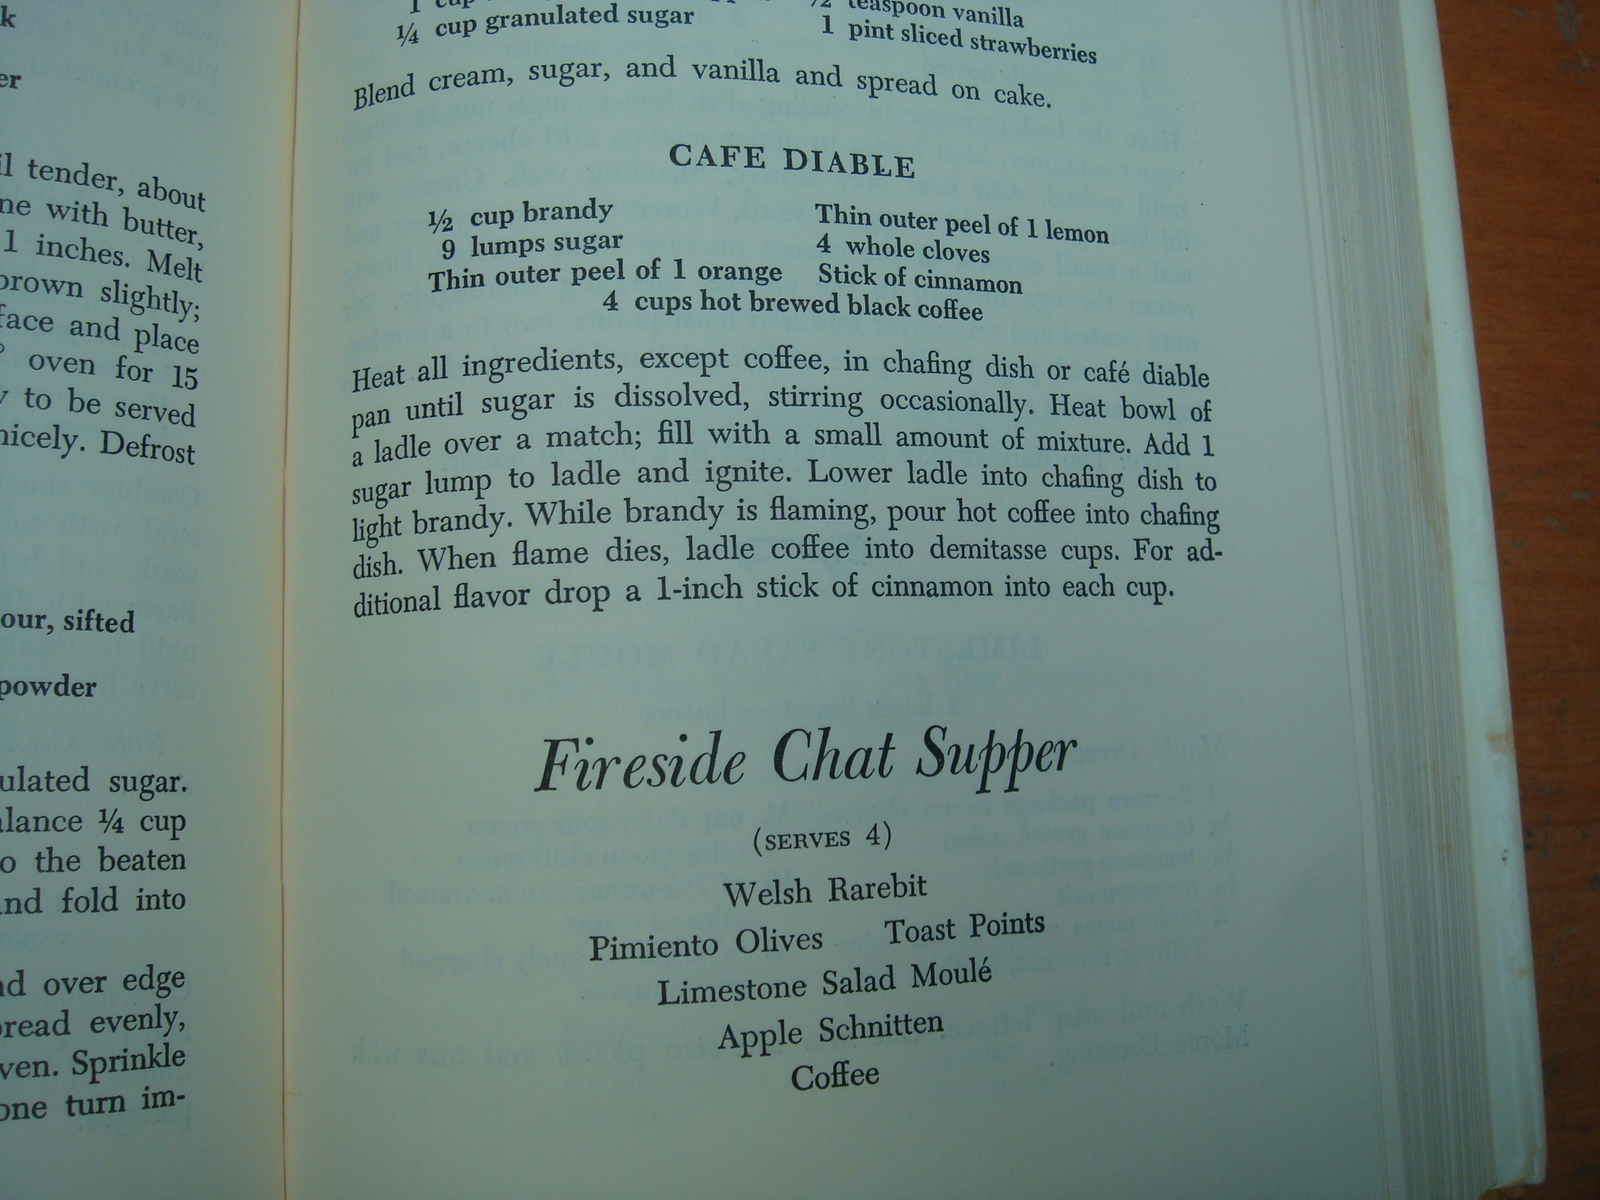 k
er
il tender, about
ne with butter,
1 inches. Melt
brown slightly;
face and place
° oven for 15
y to be served
nicely. Defrost
our, sifted
powder
ulated sugar.
alance ¼ cup
o the beaten
and fold into
nd over edge
pread evenly,
ven. Sprinkle
one turn im-
1 cup
½ teaspoon vanilla
¼ cup granulated sugar
1 pint sliced strawberries
Blend cream, sugar, and vanilla and spread on cake.
CAFE DIABLE
½ cup brandy
9 lumps sugar
Thin outer peel of 1 orange
Thin outer peel of 1 lemon
4 whole cloves
Stick of cinnamon
4 cups hot brewed black coffee
Heat all ingredients, except coffee, in chafing dish or café diable
pan until sugar is dissolved, stirring occasionally. Heat bowl of
a ladle over a match; fill with a small amount of mixture. Add 1
sugar lump to ladle and ignite. Lower ladle into chafing dish to
light brandy. While brandy is flaming, pour hot coffee into chafing
dish. When flame dies, ladle coffee into demitasse cups. For ad-
ditional flavor drop a 1-inch stick of cinnamon into each cup.
Fireside Chat Supper
(SERVES 4)
Welsh Rarebit
Pimiento Olives Toast Points
Limestone Salad Moulé
Apple Schnitten
Coffee